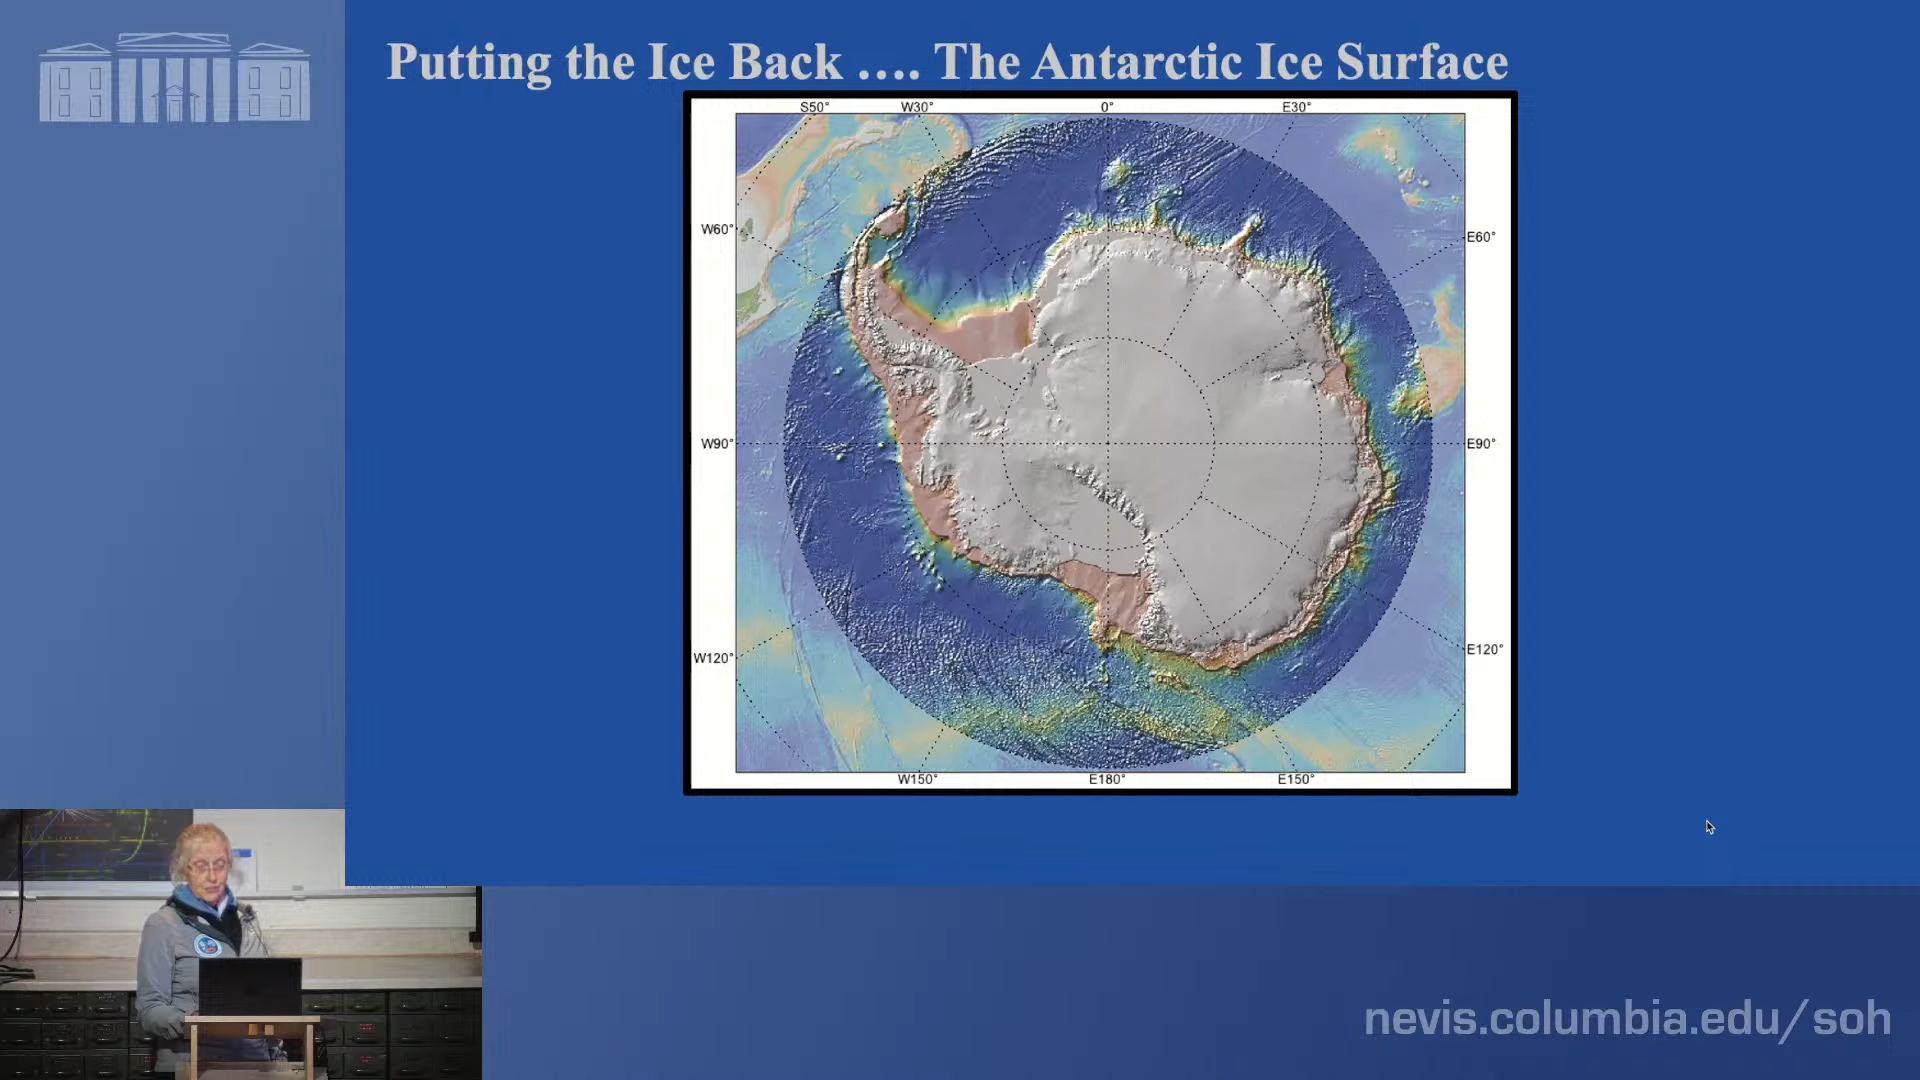 Putting the Ice Back .... The Antarctic Ice Surface
S50° W30° 0° E30°
W60° E60°
W90° E90°
W120° E120°
W150° E180° E150°
nevis.columbia.edu/soh